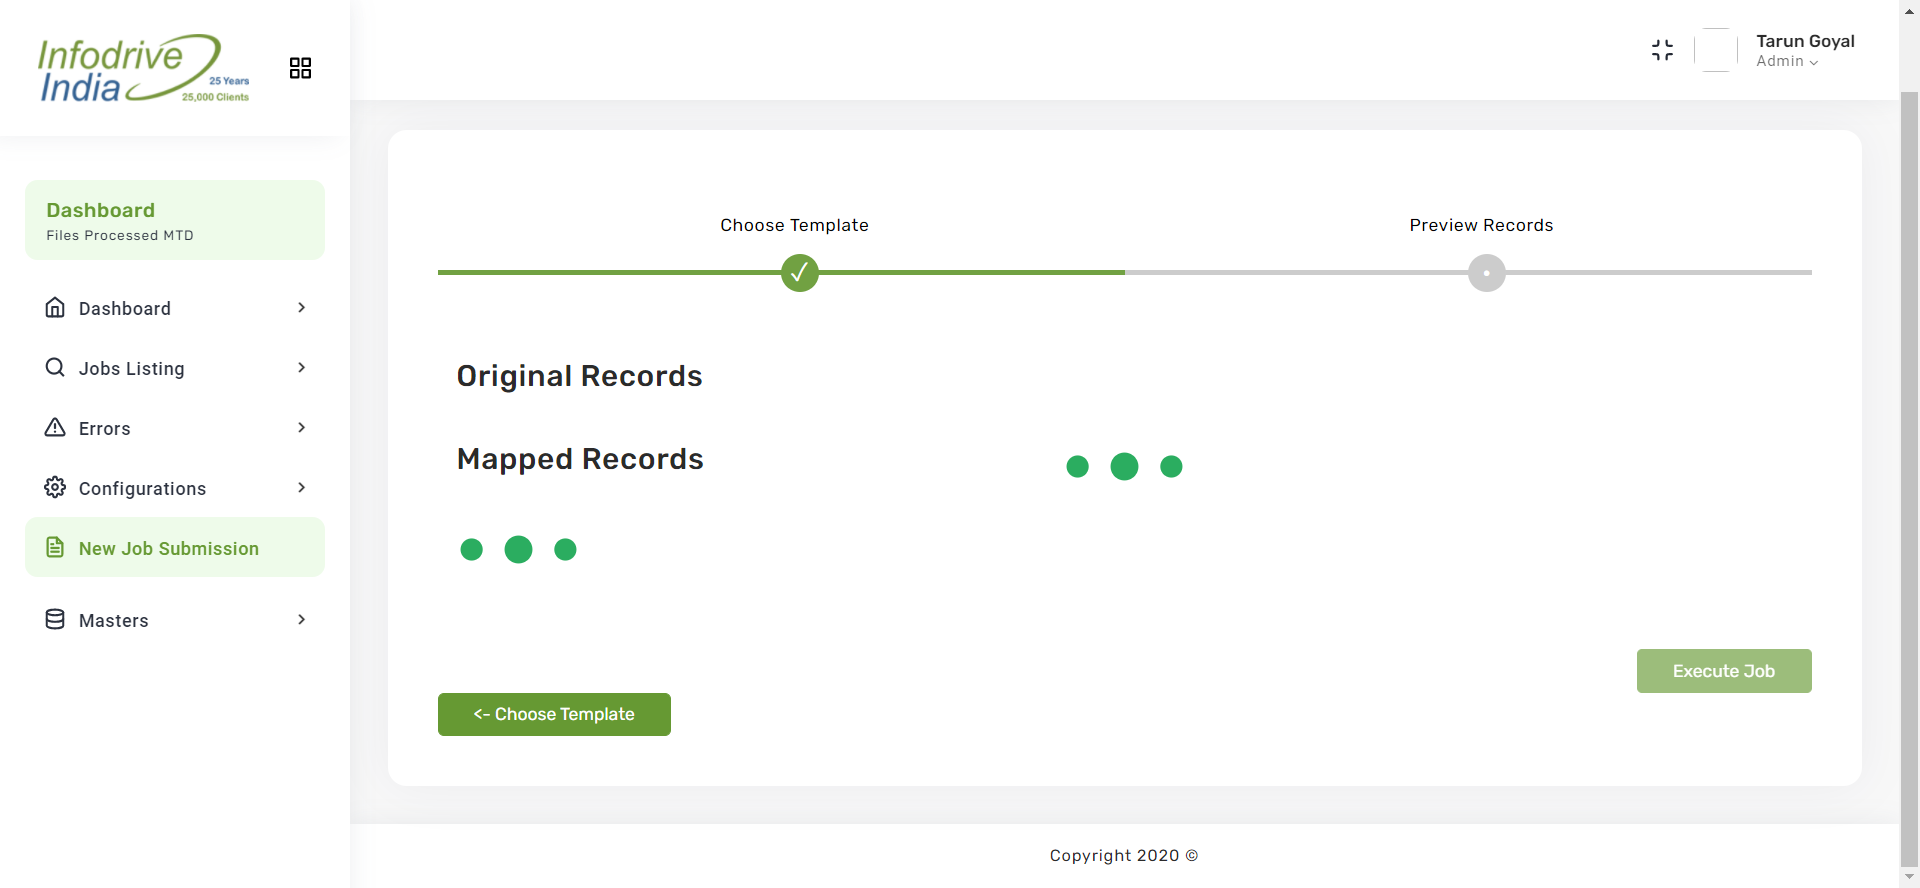 Infodrive
India
25 Years
25,000 Clients
Tarun Goyal
Admin
Dashboard
Files Processed MTD
Dashboard
Jobs Listing
Errors
Configurations
New Job Submission
Masters
Choose Template
Preview Records
Original Records
Mapped Records
Execute Job
<- Choose Template
Copyright 2020 ©